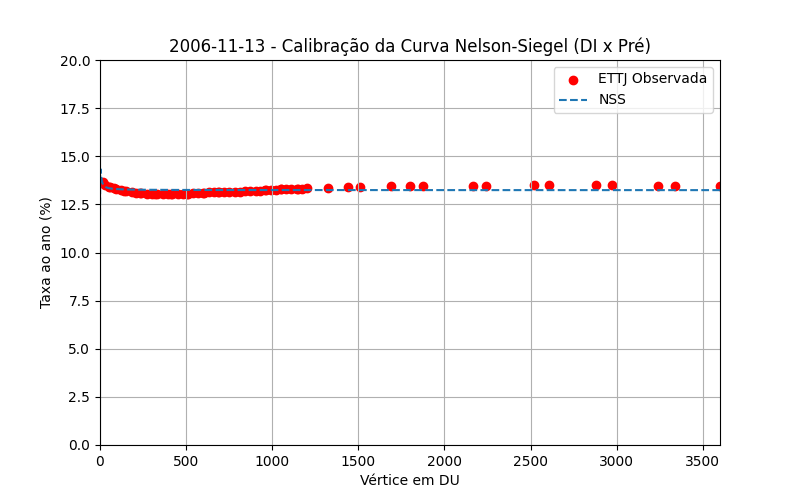 2006-11-13 - Calibração da Curva Nelson-Siegel (DI x Pré)
ETTJ Observada
NSS
Taxa ao ano (%)
20.0
17.5
15.0
12.5
10.0
7.5
5.0
2.5
0.0
0 500 1000 1500 2000 2500 3000 3500
Vértice em DU